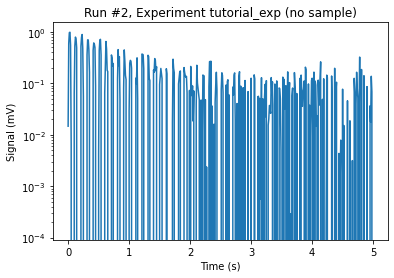 Run #2, Experiment tutorial_exp (no sample)
Signal (mV)
10⁰
10⁻¹
10⁻²
10⁻³
10⁻⁴
0 1 2 3 4 5
Time (s)